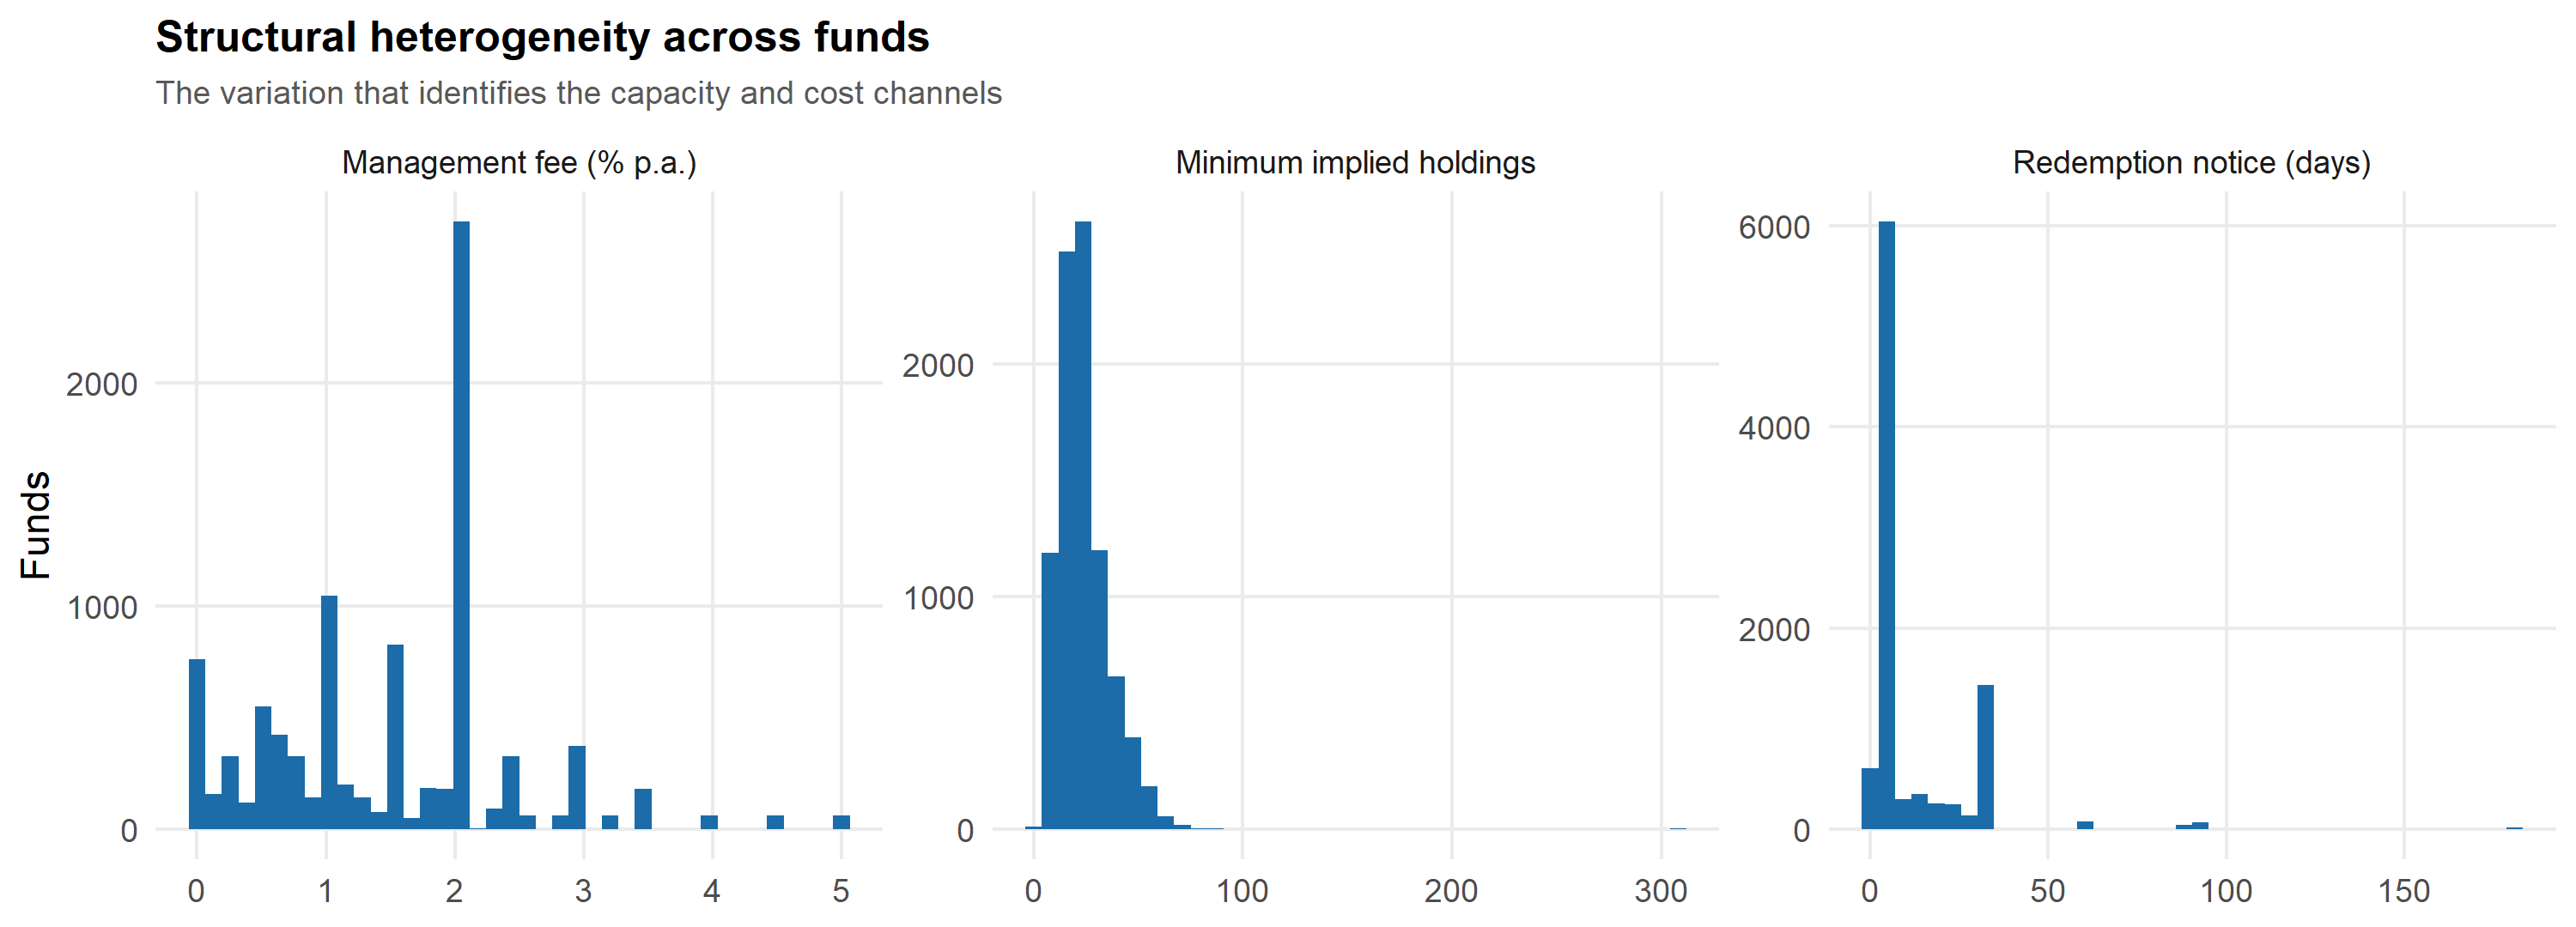 Structural heterogeneity across funds
The variation that identifies the capacity and cost channels
Management fee (% p.a.)
Minimum implied holdings
Redemption notice (days)
Funds
2000
1000
0
0 1 2 3 4 5
2000
1000
0
0 100 200 300
6000
4000
2000
0
0 50 100 150